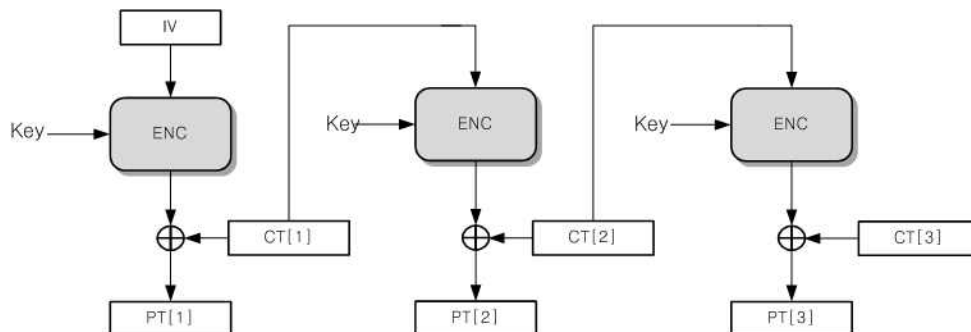 IV
Key
ENC
Key
ENC
Key
ENC
CT[1]
CT[2]
CT[3]
PT[1]
PT[2]
PT[3]